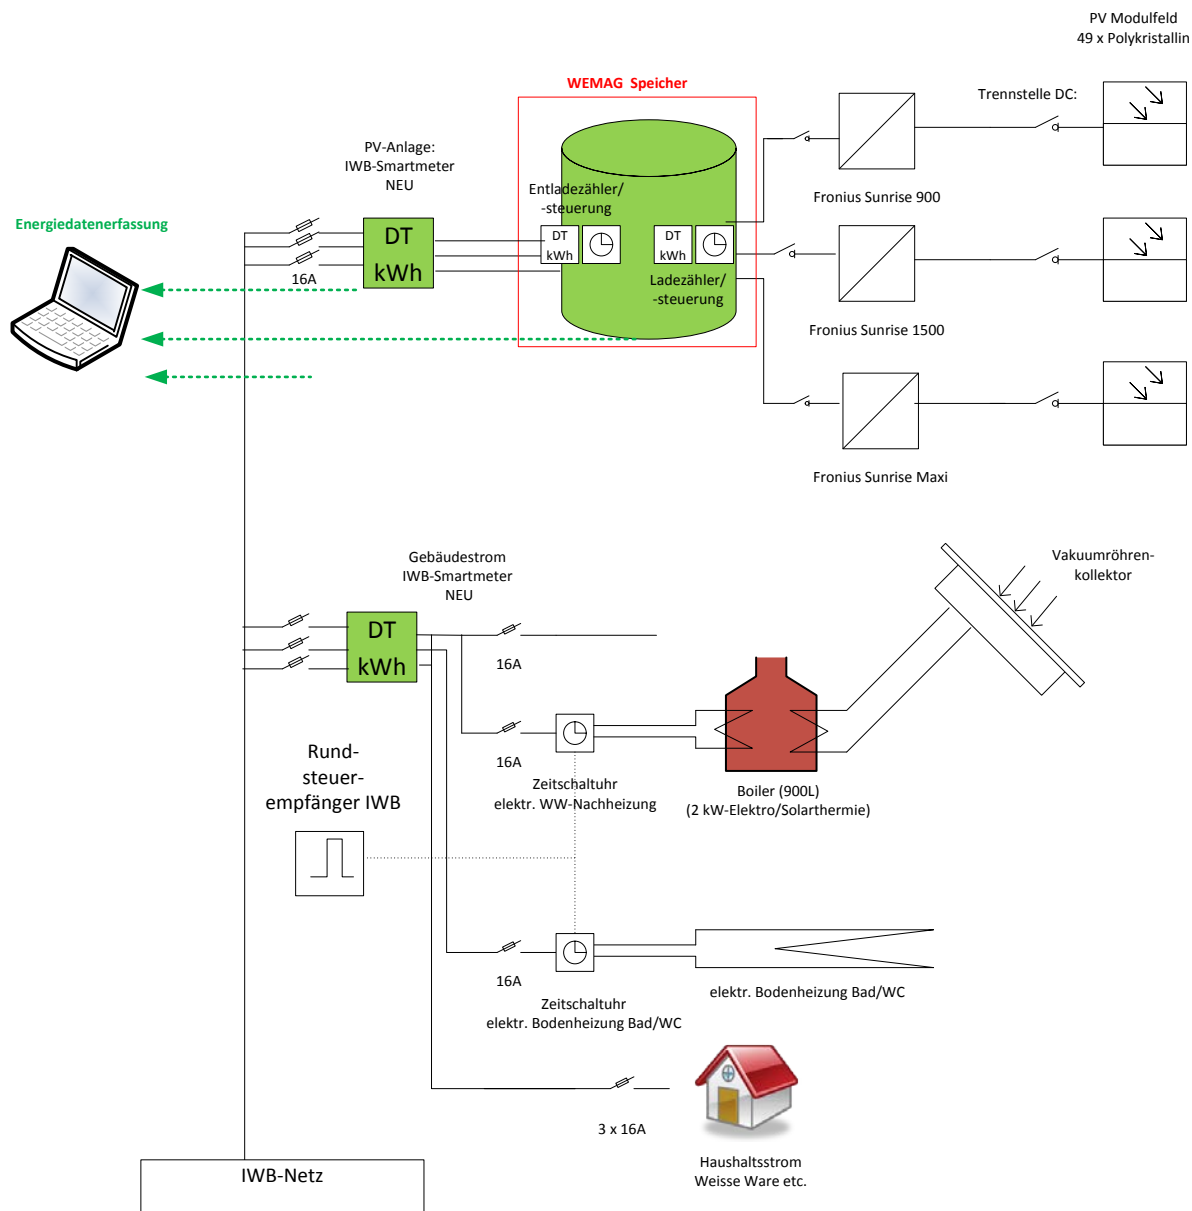 PV Modulfeld
49 x Polykristallin
WEMAG  Speicher
Trennstelle DC:
PV-Anlage:
IWB-Smartmeter
NEU
Entladezähler/
-steuerung
Fronius Sunrise 900
Energiedatenerfassung
DT
kWh
DT
kWh
DT
kWh
16A
Ladezähler/
-steuerung
Fronius Sunrise 1500
Fronius Sunrise Maxi
Gebäudestrom
IWB-Smartmeter
NEU
Vakuumröhren-
kollektor
DT
kWh
16A
16A
Rund-
steuer-
empfänger IWB
Zeitschaltuhr
elektr. WW-Nachheizung
Boiler (900L)
(2 kW-Elektro/Solarthermie)
16A
Zeitschaltuhr
elektr. Bodenheizung Bad/WC
elektr. Bodenheizung Bad/WC
3 x 16A
Haushaltsstrom
Weisse Ware etc.
IWB-Netz